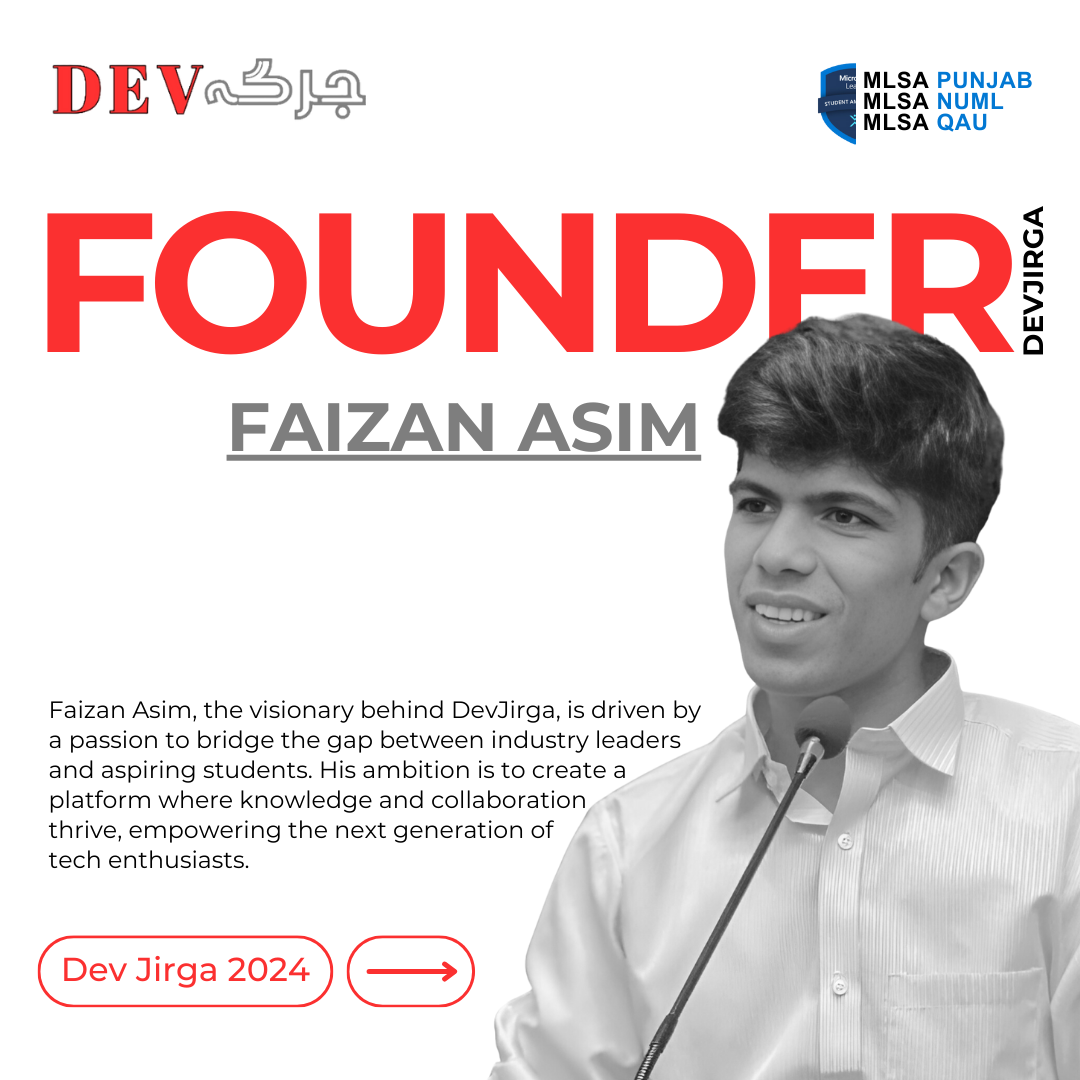 DEV جرگہ
MLSA PUNJAB
MLSA NUML
MLSA QAU
FOUNDER
DEVJIRGA
FAIZAN ASIM
Faizan Asim, the visionary behind DevJirga, is driven by
a passion to bridge the gap between industry leaders
and aspiring students. His ambition is to create a
platform where knowledge and collaboration
thrive, empowering the next generation of
tech enthusiasts.
Dev Jirga 2024